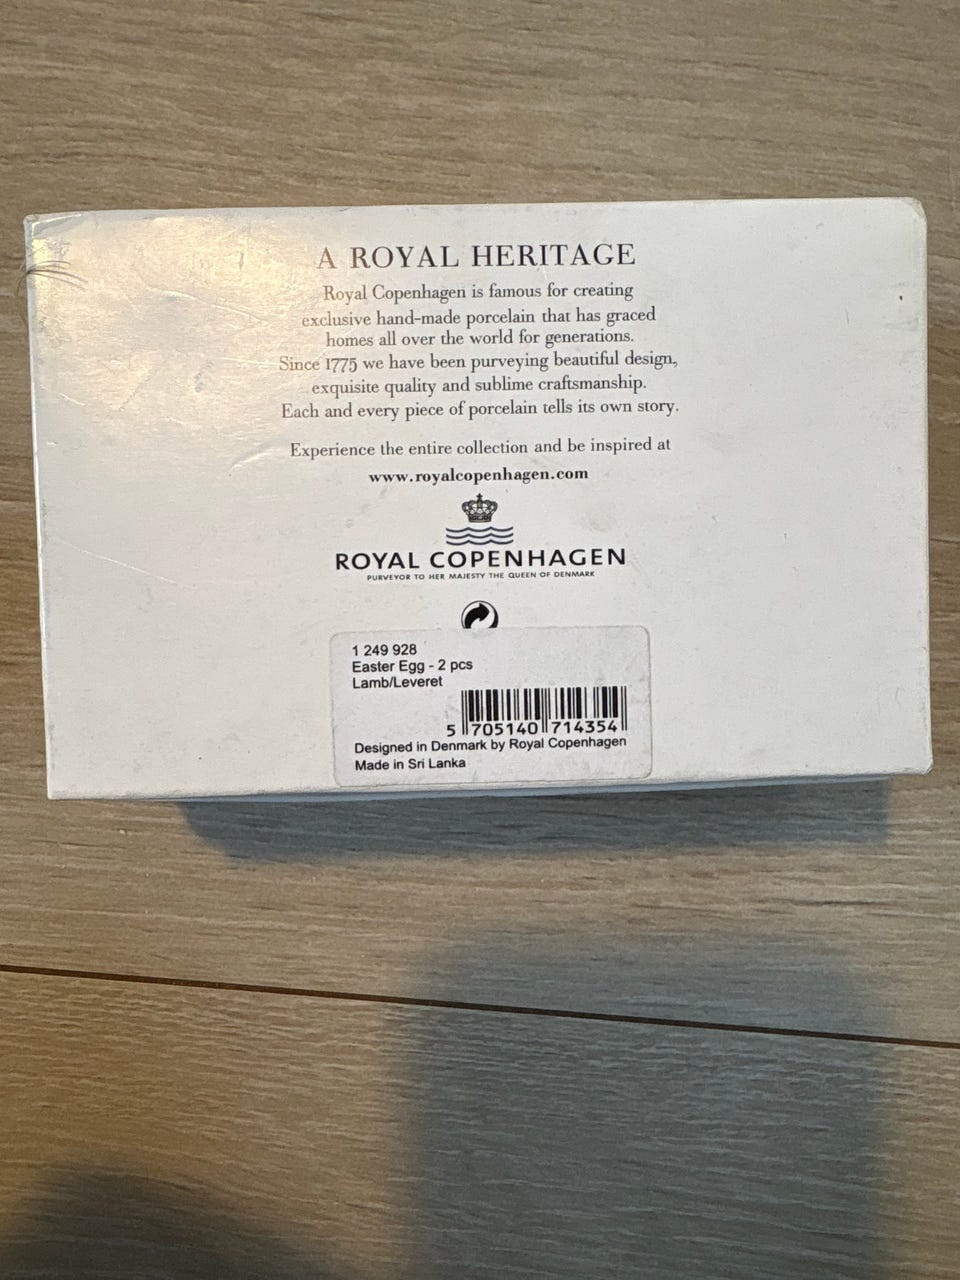 A ROYAL HERITAGE
Royal Copenhagen is famous for creating
exclusive hand-made porcelain that has graced
homes all over the world for generations.
Since 1775 we have been purveying beautiful design,
exquisite quality and sublime craftsmanship.
Each and every piece of porcelain tells its own story.
Experience the entire collection and be inspired at
www.royalcopenhagen.com
ROYAL COPENHAGEN
PURVEYOR TO HER MAJESTY THE QUEEN OF DENMARK
1 249 928
Easter Egg - 2 pcs
Lamb/Leveret
5 705140 714354
Designed in Denmark by Royal Copenhagen
Made in Sri Lanka